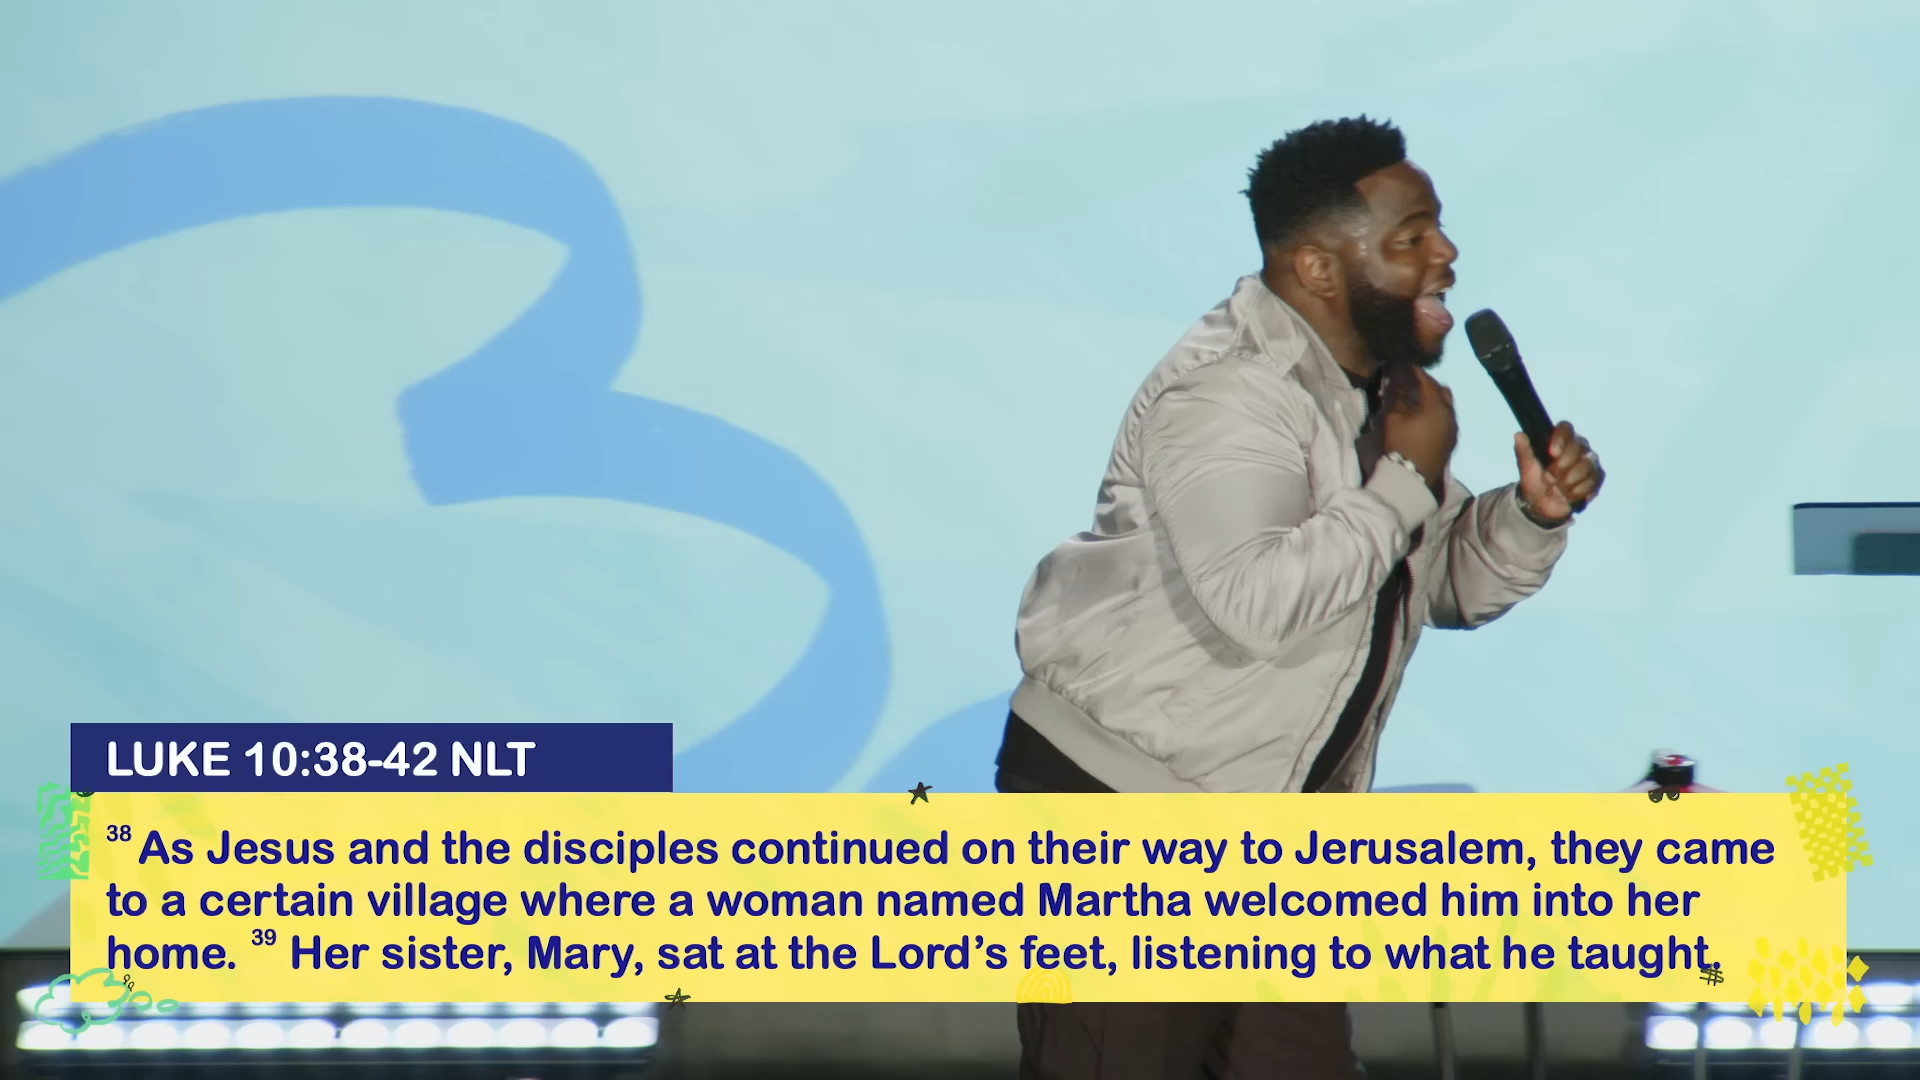 LUKE 10:38-42 NLT
38 As Jesus and the disciples continued on their way to Jerusalem, they came
to a certain village where a woman named Martha welcomed him into her
home. 39 Her sister, Mary, sat at the Lord’s feet, listening to what he taught.